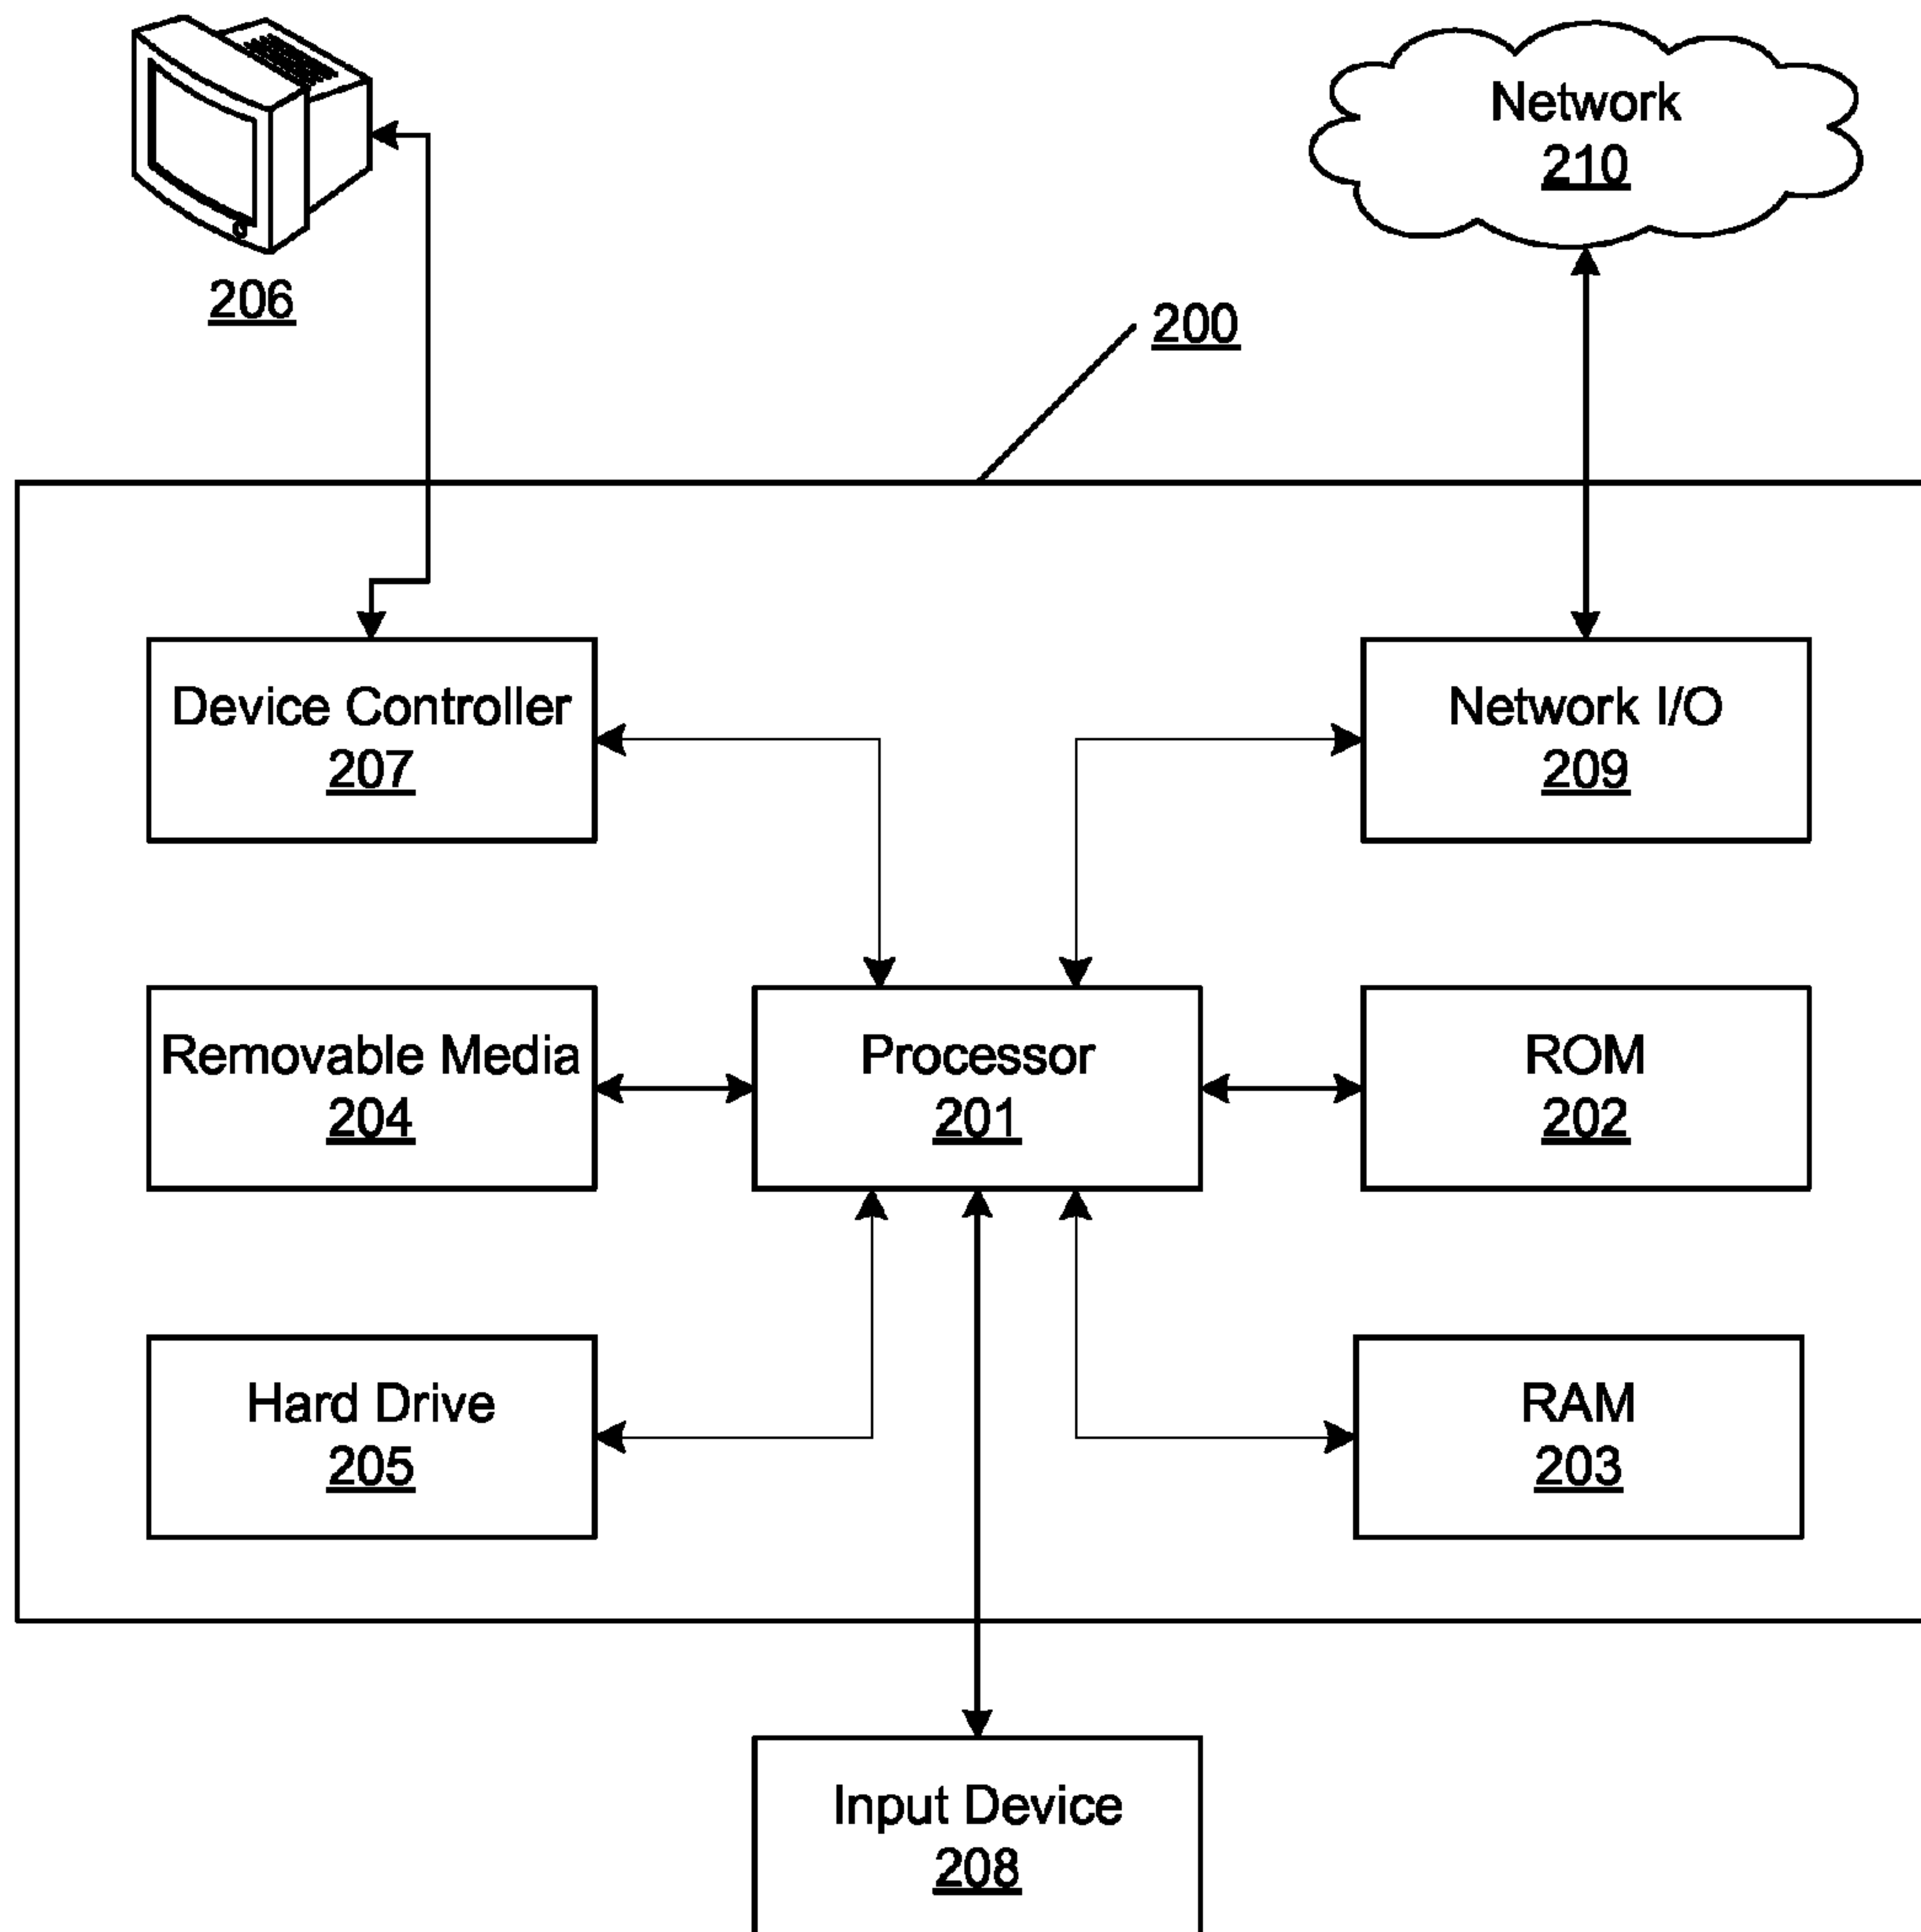 Network
210
206
200
Device Controller
207
Network I/O
209
Removable Media
204
Processor
201
ROM
202
Hard Drive
205
RAM
203
Input Device
208